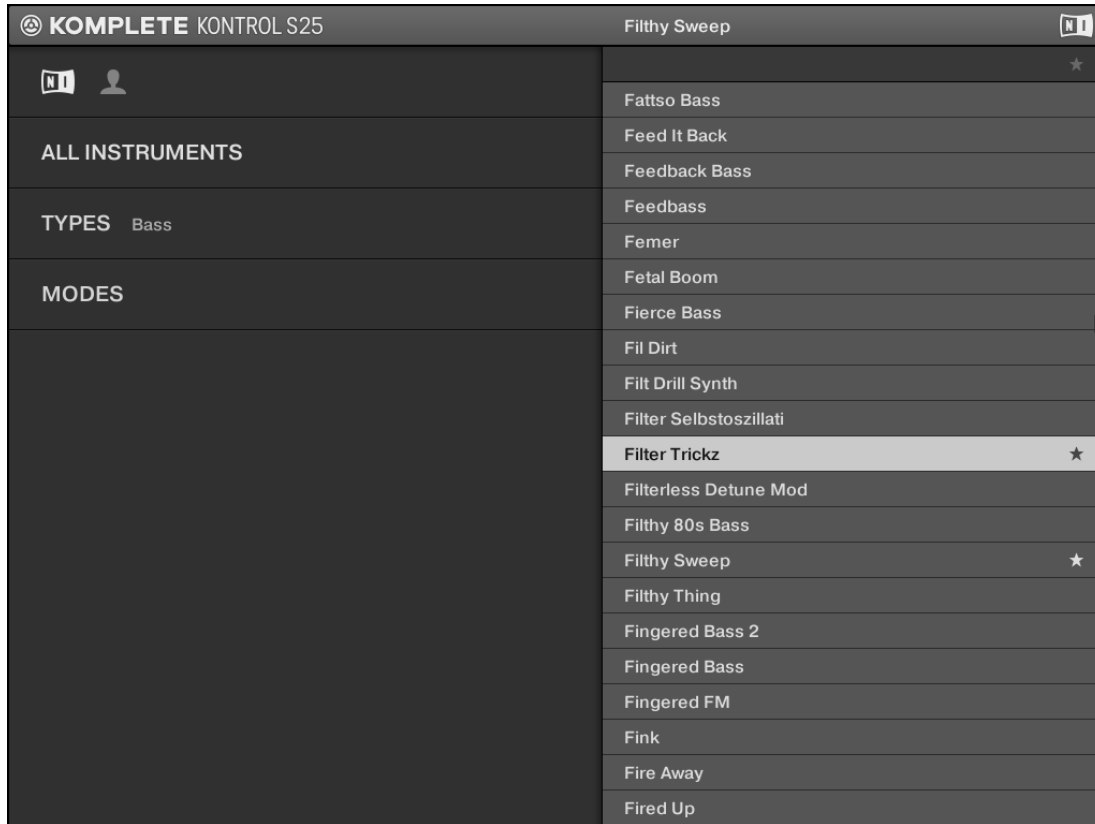 KOMPLETE KONTROL S25
Filthy Sweep
NI
NI
ALL INSTRUMENTS
TYPES Bass
MODES
Fattso Bass
Feed It Back
Feedback Bass
Feedbass
Femer
Fetal Boom
Fierce Bass
Fil Dirt
Filt Drill Synth
Filter Selbstoszillati
Filter Trickz
Filterless Detune Mod
Filthy 80s Bass
Filthy Sweep
Filthy Thing
Fingered Bass 2
Fingered Bass
Fingered FM
Fink
Fire Away
Fired Up